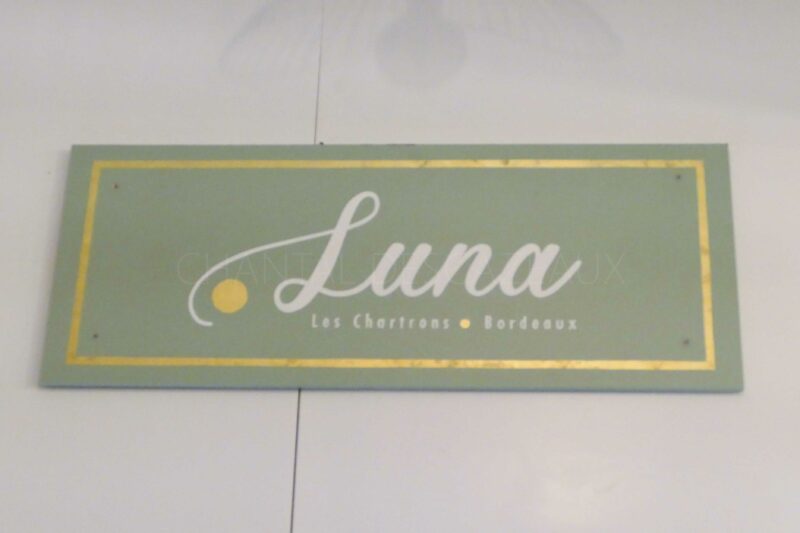 Luna
Les Chartrons • Bordeaux